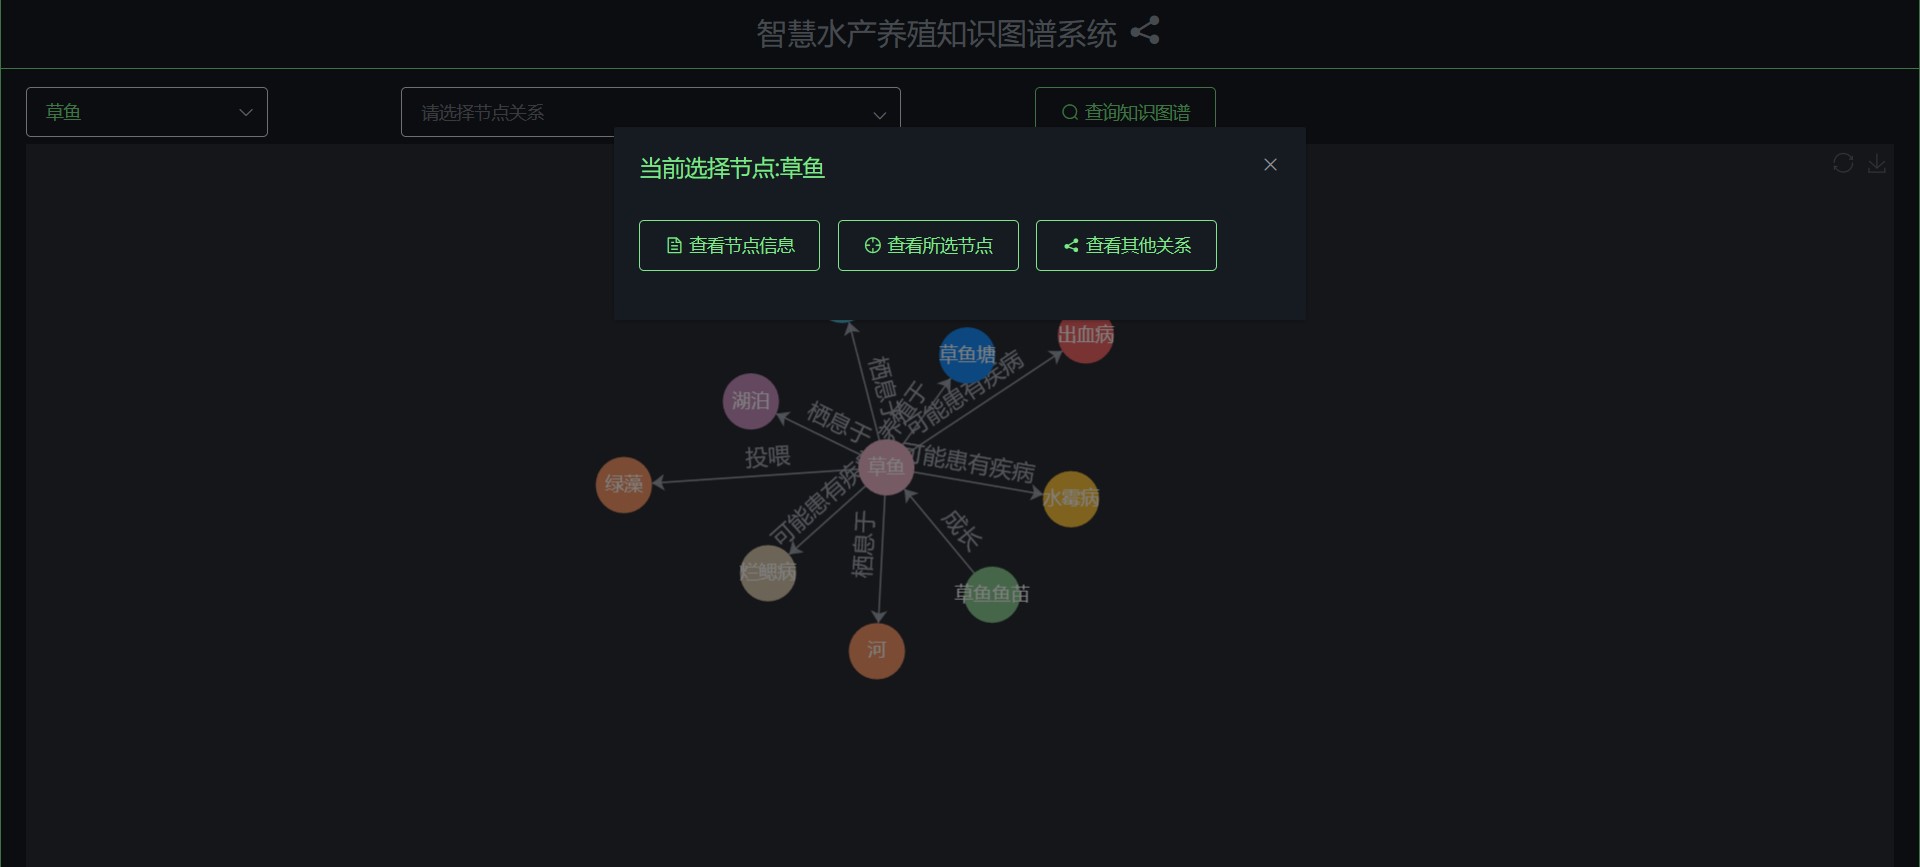 智慧水产养殖知识图谱系统
草鱼
请选择节点关系
查询知识图谱
当前选择节点:草鱼
查看节点信息
查看所选节点
查看其他关系
出血病
草鱼塘
栖息于
可能患有疾病
养殖于
湖泊
栖息于
投喂
草鱼
可能患有疾病
绿藻
水霉病
可能患有疾病
栖息于
成长
烂鳃病
草鱼鱼苗
河